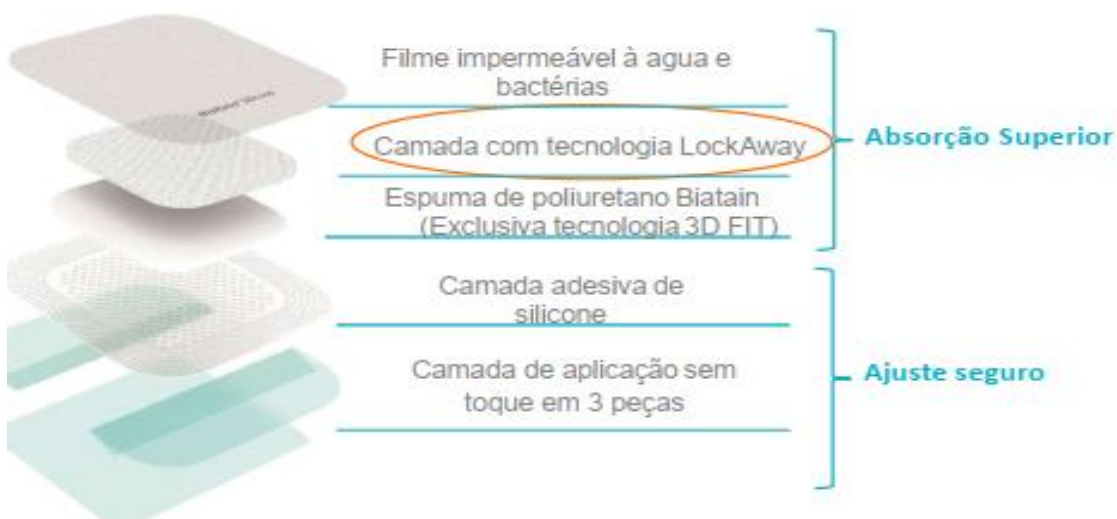 Filme impermeável à agua e
bactérias
Camada com tecnologia LockAway
Espuma de poliuretano Biatain
(Exclusiva tecnologia 3D FIT)
Absorção Superior
Camada adesiva de
silicone
Camada de aplicação sem
toque em 3 peças
Ajuste seguro